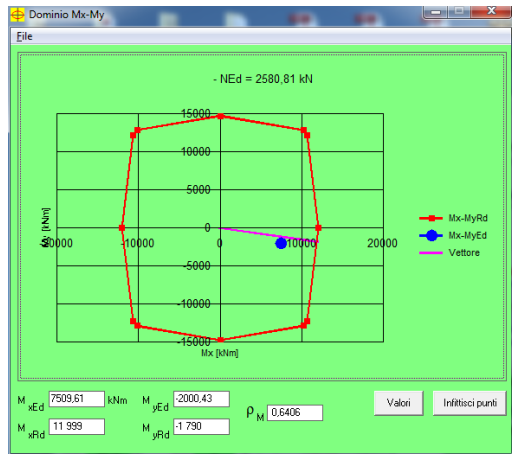 Dominio Mx-My
File
- NEd = 2580,81 kN
15000
10000
5000
0
-5000
-10000
-15000
-10000
0
10000
20000
Mx [kNm]
[kNm]
Mx-MyRd
Mx-MyEd
Vettore
M xEd 7509,61 kNm M yEd -2000,43
M xRd 11 999 M yRd -1 790
ρ M 0,6406
Valori
Infittisci punti